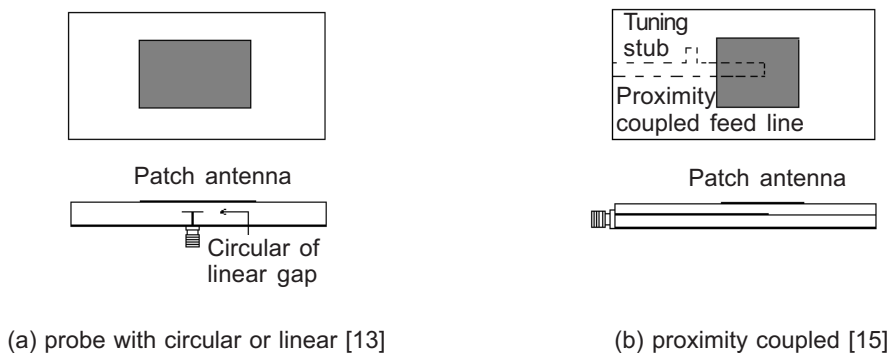 Tuning
stub
Proximity
coupled feed line
Patch antenna
Circular of
linear gap
Patch antenna
(a) probe with circular or linear [13]
(b) proximity coupled [15]